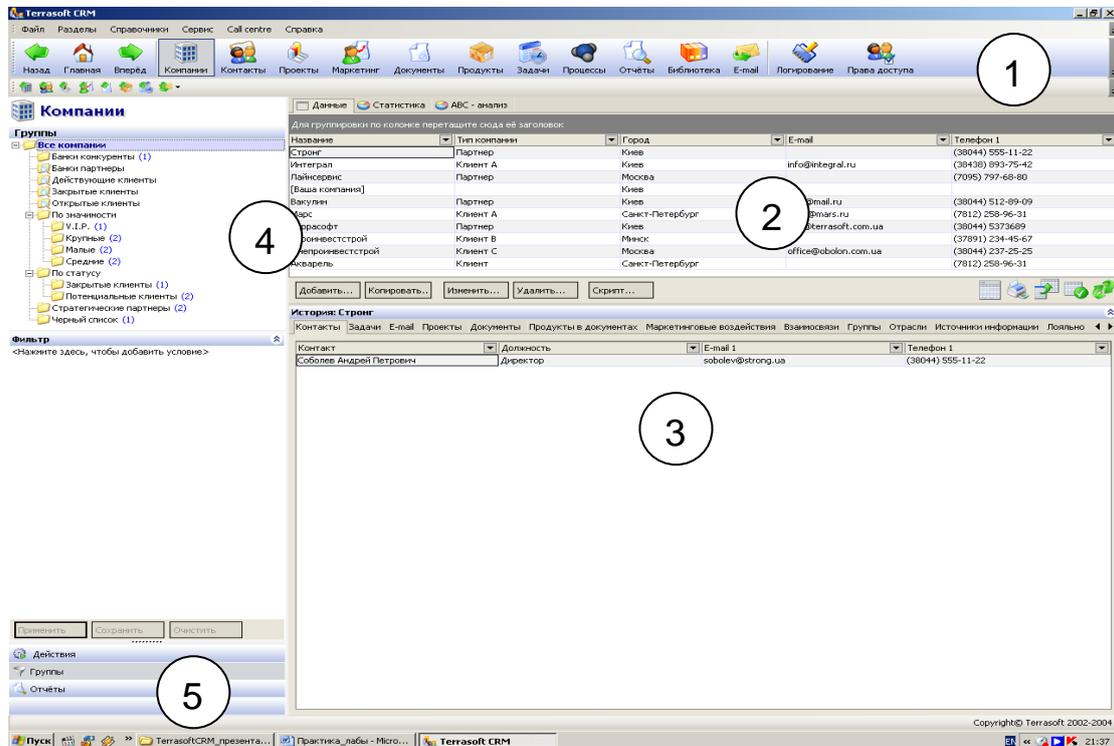 Terrasoft CRM
Файл Разделы Справочники Сервис Call centre Справка
Назад Главная Вперёд Компании Контакты Проекты Маркетинг Документы Продукты Задачи Процессы Отчёты Библиотека E-mail Логирование Права доступа
1
Компании
Группы
Все компании
Банки конкуренты (1)
Банки партнеры
Действующие клиенты
Закрытые клиенты
Открытые клиенты
По значимости
V.I.P. (1)
Крупные (2)
Малые (2)
Средние (2)
По статусу
Закрытые клиенты (1)
Потенциальные клиенты (2)
Стратегические партнеры (2)
Черный список (1)
4
Фильтр
<Нажмите здесь, чтобы добавить условие>
Применить Сохранить Очистить
Действия
Группы
Отчёты
5
Данные Статистика ABC - анализ
Для группировки по колонке перетащите сюда её заголовок
Название Тип компании Город E-mail Телефон 1
Стронг Партнер Киев (38044) 555-11-22
Интеграл Клиент А Киев info@integral.ru (38438) 893-75-42
Лайнсервис Партнер Москва (7095) 797-68-80
[Ваша компания] Киев
Вакулин Партнер Киев @mail.ru (38044) 512-89-09
Марс Клиент А Санкт-Петербург @mars.ru (7812) 258-96-31
Партнер Киев @terrasoft.com.ua (38044) 5373689
Клиент В Минск (37891) 234-45-67
Клиент С Москва office@obolon.com.ua (38044) 237-25-25
Акварель Клиент Санкт-Петербург (7812) 258-96-31
2
Добавить... Копировать.. Изменить... Удалить... Скрипт...
История: Стронг
Контакты Задачи E-mail Проекты Документы Продукты в документах Маркетинговые воздействия Взаимосвязи Группы Отрасли Источники информации Лояльно
Контакт Должность E-mail 1 Телефон 1
Соболев Андрей Петрович Директор sobolev@strong.ua (38044) 555-11-22
3
Copyright© Terrasoft 2002-2004
Пуск » TerrasoftCRM_презента... Практика_лабы - Micro... Terrasoft CRM EN « 21:37